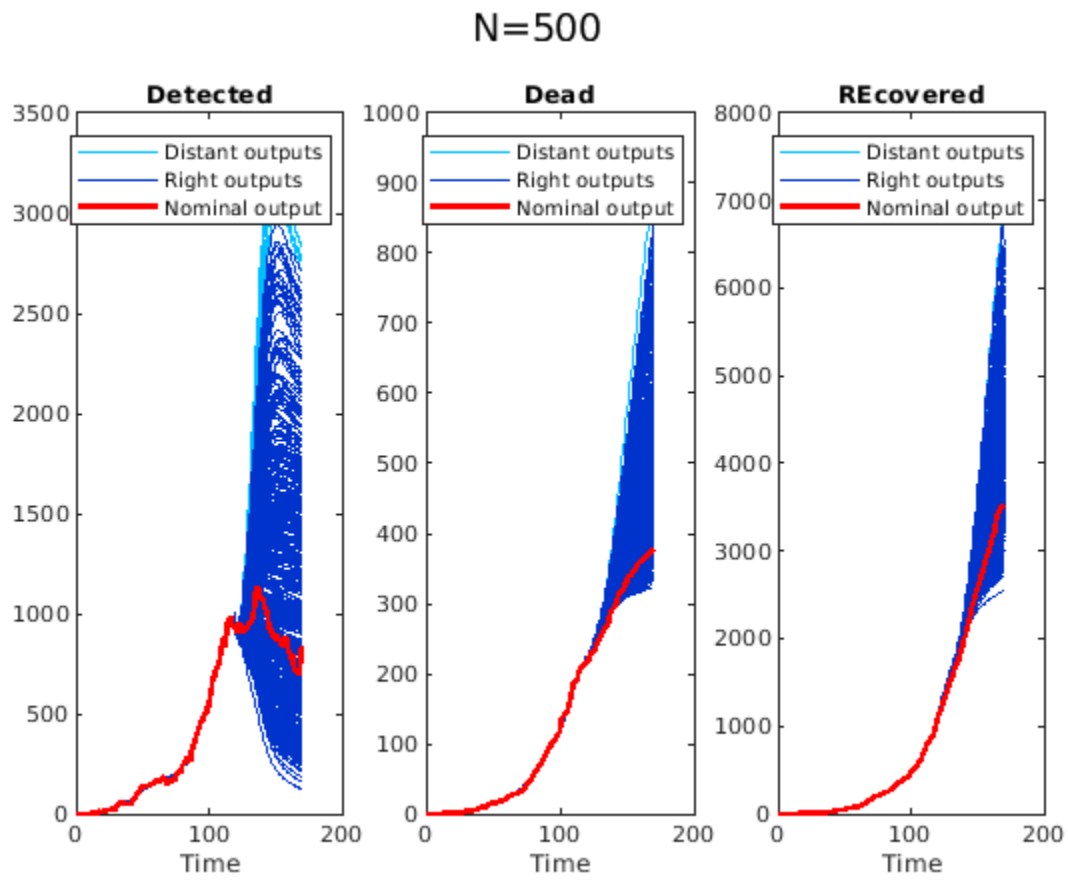 N=500
Detected
3500
3000
2500
2000
1500
1000
500
0
0 100 200
Time
Distant outputs
Right outputs
Nominal output
Dead
1000
900
800
700
600
500
400
300
200
100
0
0 100 200
Time
Distant outputs
Right outputs
Nominal output
REcovered
8000
7000
6000
5000
4000
3000
2000
1000
0
0 100 200
Time
Distant outputs
Right outputs
Nominal output